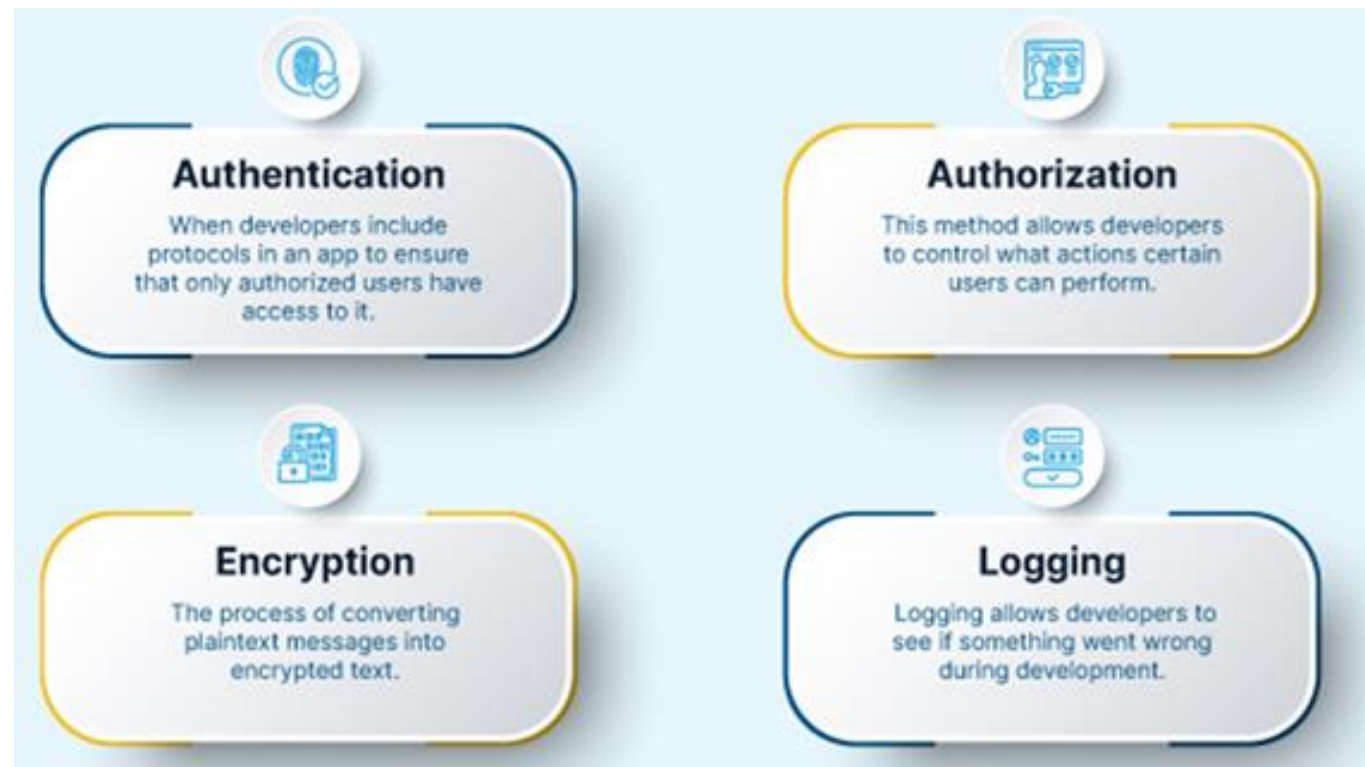 Authentication
When developers include
protocols in an app to ensure
that only authorized users have
access to it.
Authorization
This method allows developers
to control what actions certain
users can perform.
Encryption
The process of converting
plaintext messages into
encrypted text.
Logging
Logging allows developers to
see if something went wrong
during development.